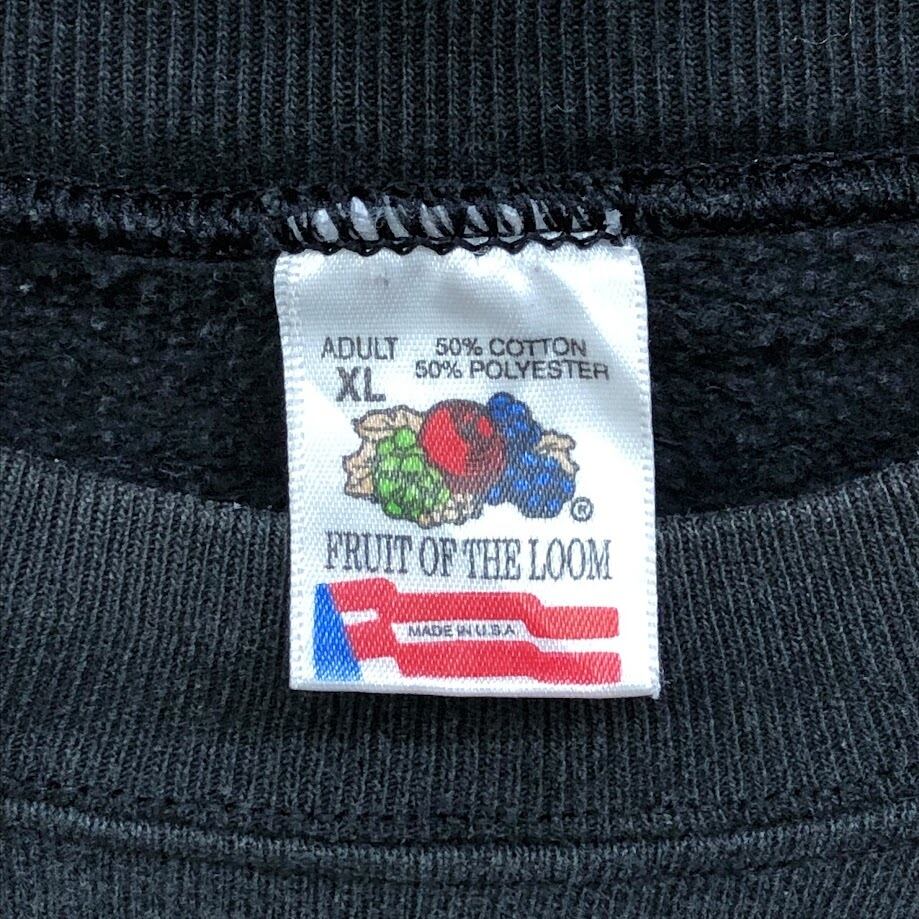 ADULT 50% COTTON
XL 50% POLYESTER
®
FRUIT OF THE LOOM
MADE IN U.S.A